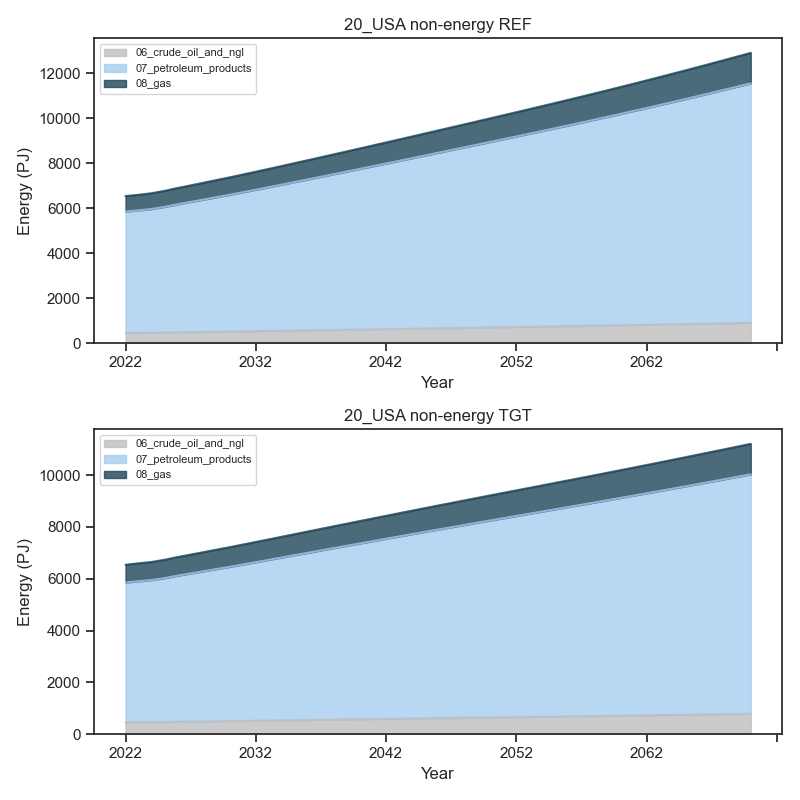 20_USA non-energy REF
06_crude_oil_and_ngl
07_petroleum_products
08_gas
12000
10000
8000
6000
4000
2000
0
Energy (PJ)
2022 2032 2042 2052 2062
Year
20_USA non-energy TGT
06_crude_oil_and_ngl
07_petroleum_products
08_gas
10000
8000
6000
4000
2000
0
Energy (PJ)
2022 2032 2042 2052 2062
Year